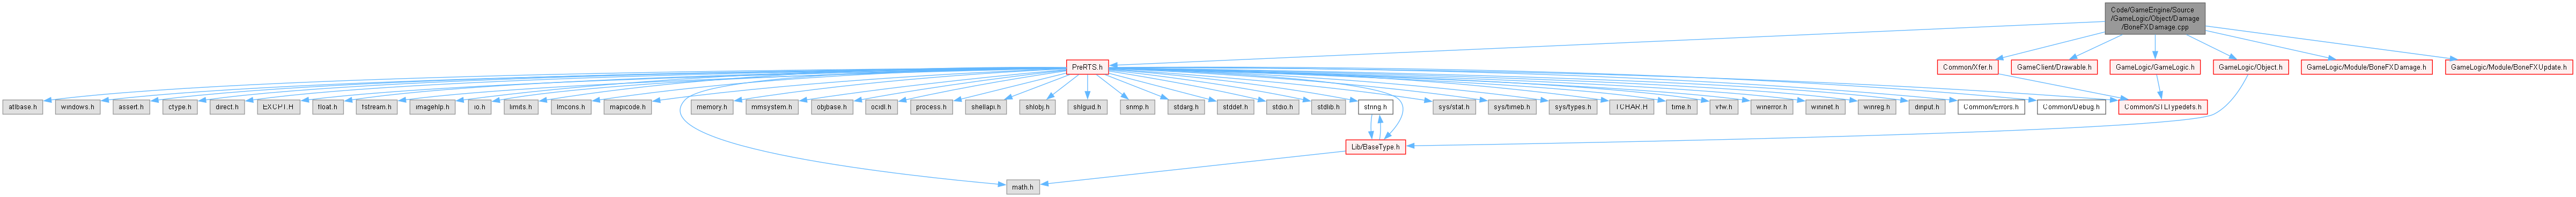 Code/GameEngine/Source
/GameLogic/Object/Damage
/BoneFXDamage.cpp
PreRTS.h
Common/Xfer.h
GameClient/Drawable.h
GameLogic/GameLogic.h
GameLogic/Object.h
GameLogic/Module/BoneFXDamage.h
GameLogic/Module/BoneFXUpdate.h
atlbase.h
windows.h
assert.h
ctype.h
direct.h
EXCPT.H
float.h
fstream.h
imagehlp.h
io.h
limits.h
lmcons.h
mapicode.h
memory.h
mmsystem.h
objbase.h
ocidl.h
process.h
shellapi.h
shlobj.h
shlguid.h
snmp.h
stdarg.h
stddef.h
stdio.h
stdlib.h
string.h
sys/stat.h
sys/timeb.h
sys/types.h
TCHAR.H
time.h
vfw.h
winerror.h
wininet.h
winreg.h
dinput.h
Common/Errors.h
Common/Debug.h
Common/STLTypedefs.h
Lib/BaseType.h
math.h